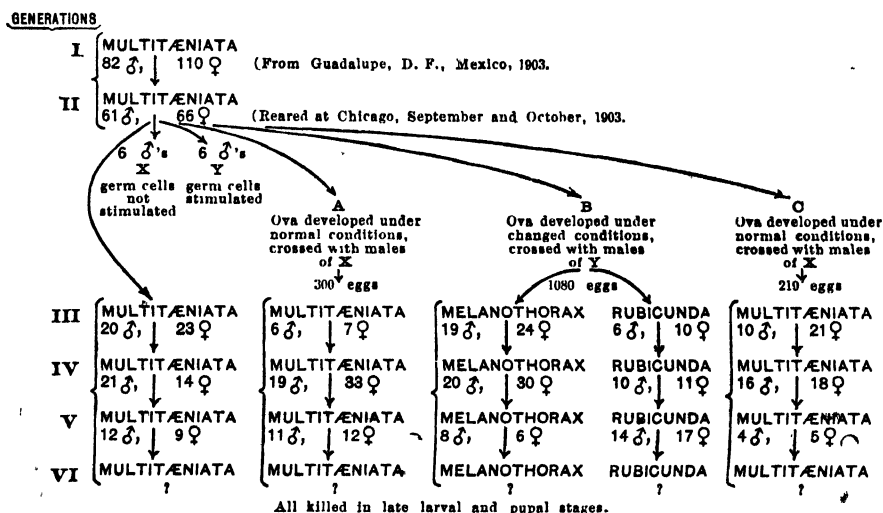 GENERATIONS
I MULTITÆNIATA
82 ♂, 110 ♀ (From Guadalupe, D. F., Mexico, 1903.
II MULTITÆNIATA
61 ♂, 66 ♀ (Reared at Chicago, September and October, 1903.
6 ♂'s 6 ♂'s
X Y
germ cells germ cells
not stimulated
stimulated
A
Ova developed under
normal conditions,
crossed with males
of X
300 eggs
B
Ova developed under
changed conditions,
crossed with males
of Y
1080 eggs
C
Ova developed under
normal conditions,
crossed with males
of X
219 eggs
III MULTITÆNIATA MULTITÆNIATA MELANOTHORAX RUBICUNDA MULTITÆNIATA
20 ♂, 23 ♀ 6 ♂, 7 ♀ 19 ♂, 24 ♀ 6 ♂, 10 ♀ 10 ♂, 21 ♀
IV MULTITÆNIATA MULTITÆNIATA MELANOTHORAX RUBICUNDA MULTITÆNIATA
21 ♂, 14 ♀ 19 ♂, 33 ♀ 20 ♂, 30 ♀ 10 ♂, 11 ♀ 16 ♂, 18 ♀
V MULTITÆNIATA MULTITÆNIATA MELANOTHORAX RUBICUNDA MULTITÆNIATA
12 ♂, 9 ♀ 11 ♂, 12 ♀ 8 ♂, 6 ♀ 14 ♂, 17 ♀ 4 ♂, 5 ♀
VI MULTITÆNIATA MULTITÆNIATA MELANOTHORAX RUBICUNDA MULTITÆNIATA
? ? ? ? ?
All killed in late larval and pupal stages.